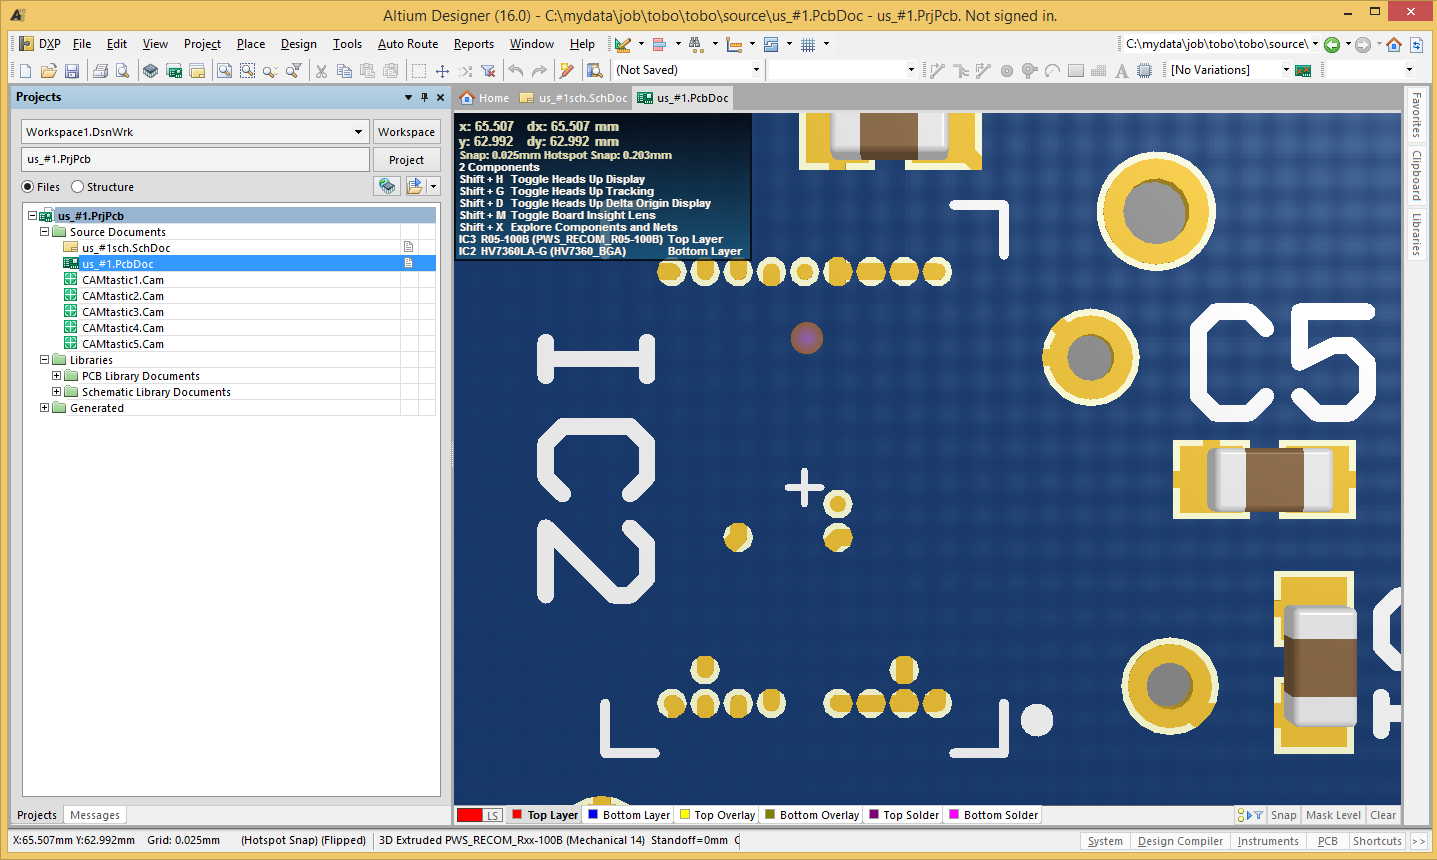 Altium Designer (16.0) - C:\mydata\job\tobo\tobo\source\us_#1.PcbDoc - us_#1.PrjPcb. Not signed in.
DXP File Edit View Project Place Design Tools Auto Route Reports Window Help C:\mydata\job\tobo\tobo\source\
(Not Saved) [No Variations]
Projects
Home us_#1sch.SchDoc us_#1.PcbDoc
Workspace1.DsnWrk Workspace
us_#1.PrjPcb Project
Files Structure
us_#1.PrjPcb
Source Documents
us_#1sch.SchDoc
us_#1.PcbDoc
CAMtastic1.Cam
CAMtastic2.Cam
CAMtastic3.Cam
CAMtastic4.Cam
CAMtastic5.Cam
Libraries
PCB Library Documents
Schematic Library Documents
Generated
x: 65.507 dx: 65.507 mm
y: 62.992 dy: 62.992 mm
Snap: 0.025mm Hotspot Snap: 0.203mm
2 Components
Shift + H Toggle Heads Up Display
Shift + G Toggle Heads Up Tracking
Shift + D Toggle Heads Up Delta Origin Display
Shift + M Toggle Board Insight Lens
Shift + X Explore Components and Nets
IC3 R05-100B (PWS_RECOM_R05-100B) Top Layer
IC2 HV7360LA-G (HV7360_BGA) Bottom Layer
IC2
C5
Favorites
Clipboard
Libraries
Projects Messages
LS Top Layer Bottom Layer Top Overlay Bottom Overlay Top Solder Bottom Solder Snap Mask Level Clear
X:65.507mm Y:62.992mm Grid: 0.025mm (Hotspot Snap) (Flipped) 3D Extruded PWS_RECOM_Rxx-100B (Mechanical 14) Standoff=0mm System Design Compiler Instruments PCB Shortcuts >>